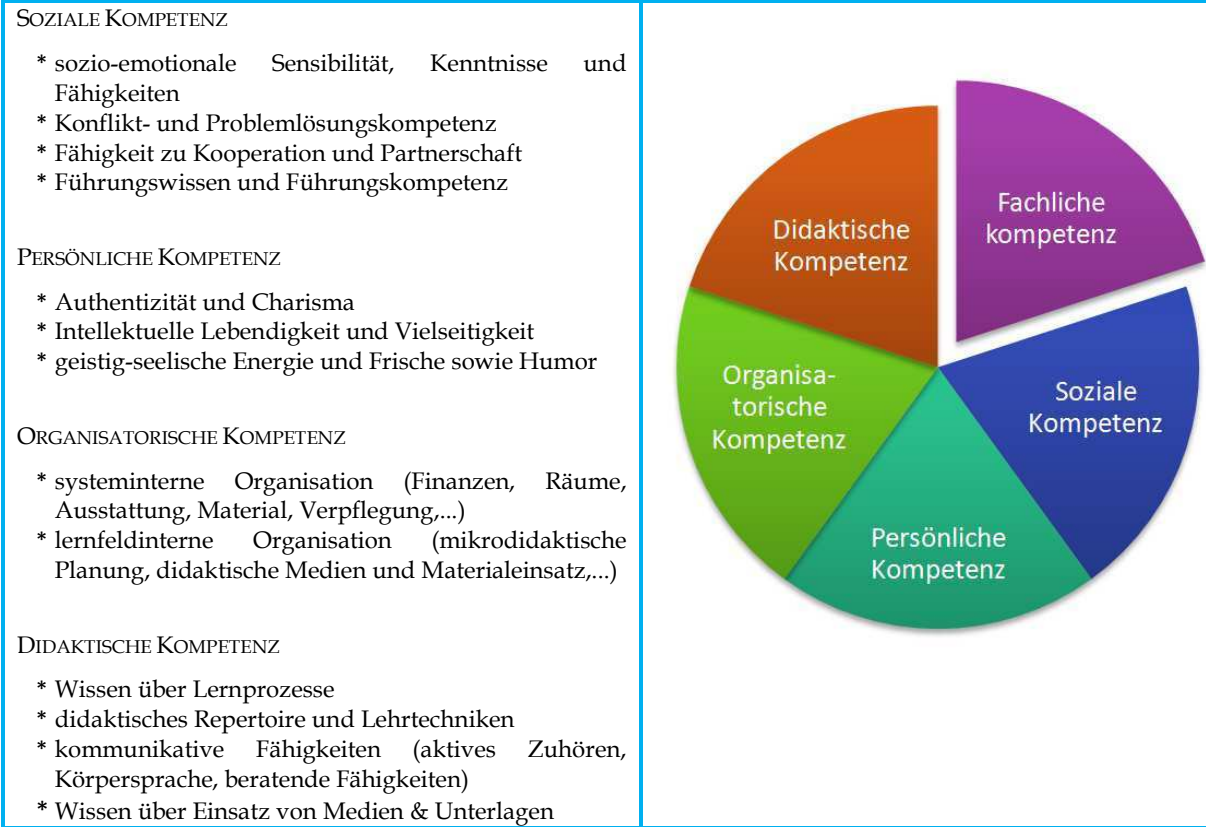 SOZIALE KOMPETENZ
* sozio-emotionale Sensibilität, Kenntnisse und
Fähigkeiten
* Konflikt- und Problemlösungskompetenz
* Fähigkeit zu Kooperation und Partnerschaft
* Führungswissen und Führungskompetenz
PERSÖNLICHE KOMPETENZ
* Authentizität und Charisma
* Intellektuelle Lebendigkeit und Vielseitigkeit
* geistig-seelische Energie und Frische sowie Humor
ORGANISATORISCHE KOMPETENZ
* systeminterne Organisation (Finanzen, Räume,
Ausstattung, Material, Verpflegung,...)
* lernfeldinterne Organisation (mikrodidaktische
Planung, didaktische Medien und Materialeinsatz,...)
DIDAKTISCHE KOMPETENZ
* Wissen über Lernprozesse
* didaktisches Repertoire und Lehrtechniken
* kommunikative Fähigkeiten (aktives Zuhören,
Körpersprache, beratende Fähigkeiten)
* Wissen über Einsatz von Medien & Unterlagen
Fachliche
kompetenz
Didaktische
Kompetenz
Organisa-
torische
Kompetenz
Soziale
Kompetenz
Persönliche
Kompetenz